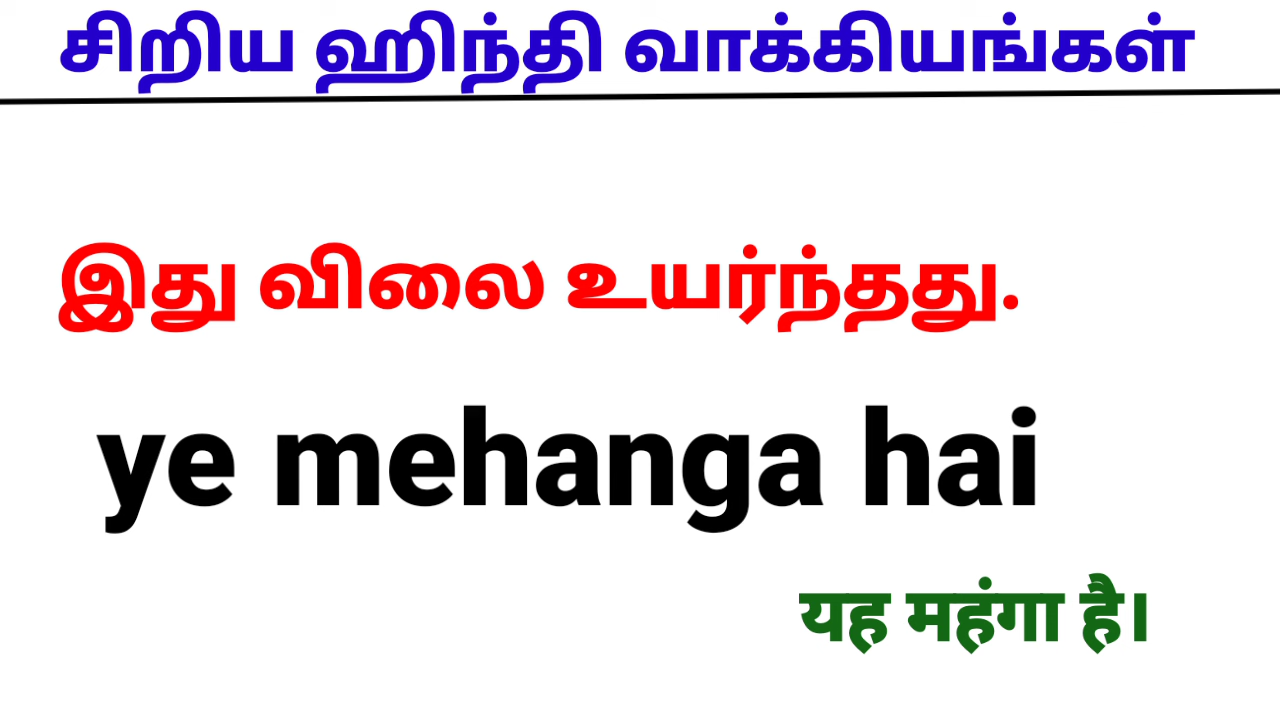 சிறிய ஹிந்தி வாக்கியங்கள்
இது விலை உயர்ந்தது.
ye mehanga hai
यह महंगा है।